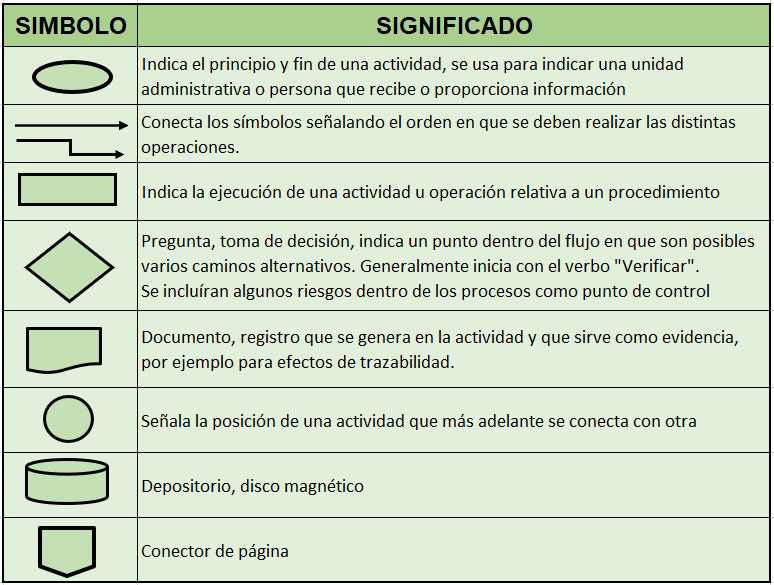 SIMBOLO
SIGNIFICADO
Indica el principio y fin de una actividad, se usa para indicar una unidad
administrativa o persona que recibe o proporciona información
Conecta los símbolos señalando el orden en que se deben realizar las distintas
operaciones.
Indica la ejecución de una actividad u operación relativa a un procedimiento
Pregunta, toma de decisión, indica un punto dentro del flujo en que son posibles
varios caminos alternativos. Generalmente inicia con el verbo "Verificar".
Se incluíran algunos riesgos dentro de los procesos como punto de control
Documento, registro que se genera en la actividad y que sirve como evidencia,
por ejemplo para efectos de trazabilidad.
Señala la posición de una actividad que más adelante se conecta con otra
Depositorio, disco magnético
Conector de página